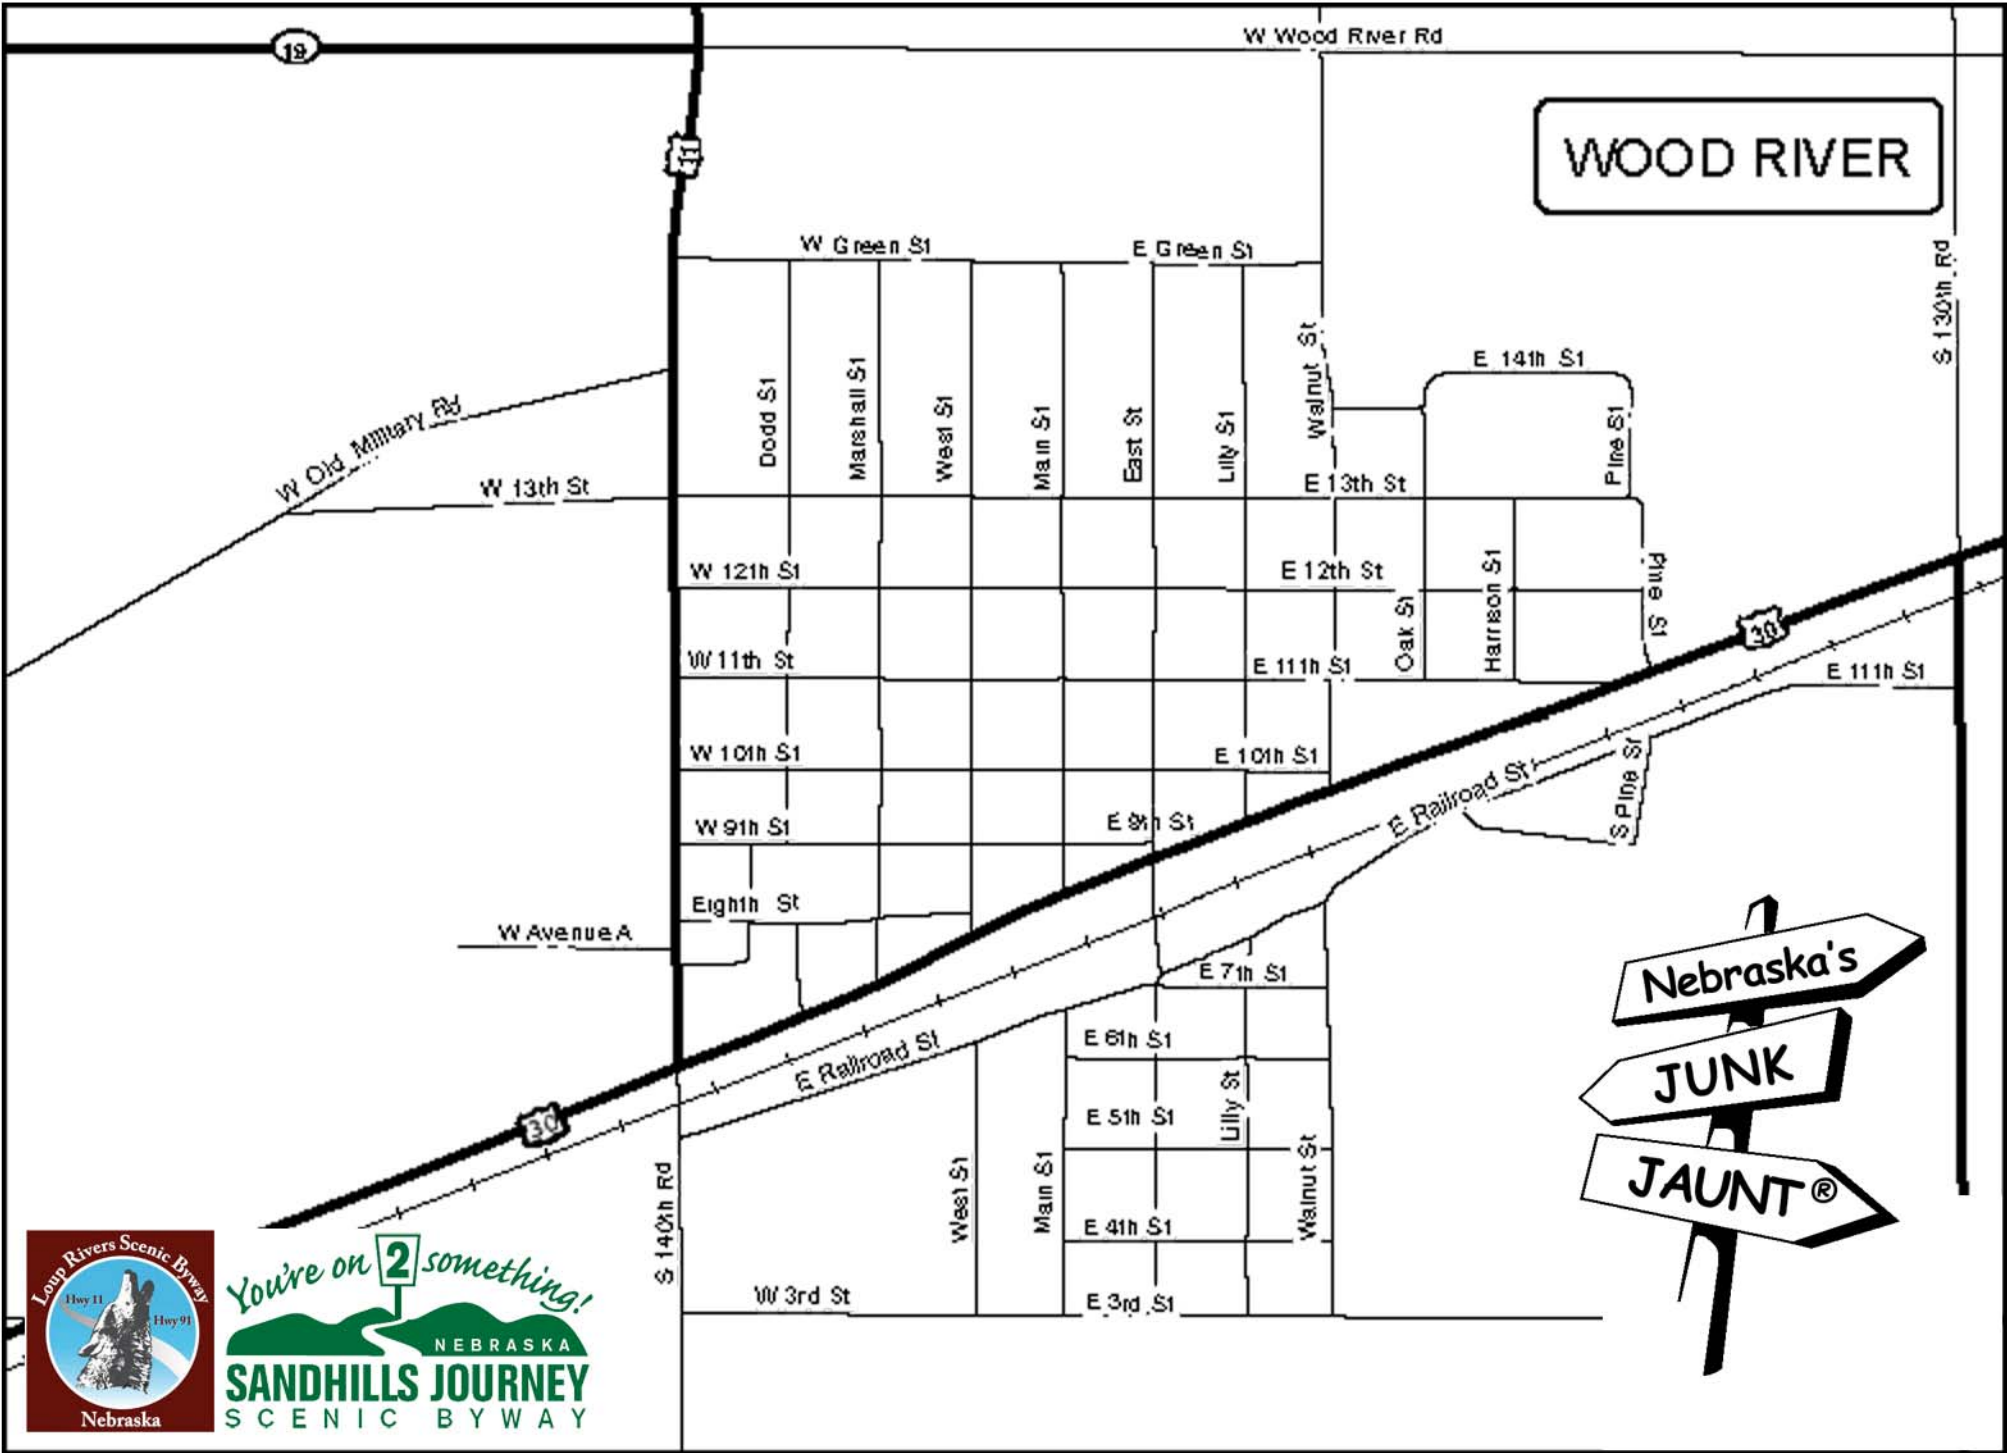 W Wood River Rd
19
11
WOOD RIVER
W Green St
E Green St
S 130th Rd
Walnut St
E 14th St
Dodd St
Marshall St
West St
Main St
East St
Lilly St
Pine St
W Old Military Rd
W 13th St
E 13th St
W 12th St
E 12th St
Oak St
Harrison St
Pine St
30
W 11th St
E 11th St
E 11th St
W 10th St
E 10th St
S Pine St
E Railroad St
W 9th St
E 9th St
Eighth St
W Avenue A
E 7th St
Nebraska's
JUNK
JAUNT®
E 6th St
E Railroad St
30
E 5th St
Lilly St
S 140th Rd
West St
Main St
Walnut St
E 4th St
W 3rd St
E 3rd St
Loup Rivers Scenic Byway
Hwy 11
Hwy 91
Nebraska
You're on 2 something!
NEBRASKA
SANDHILLS JOURNEY
SCENIC BYWAY